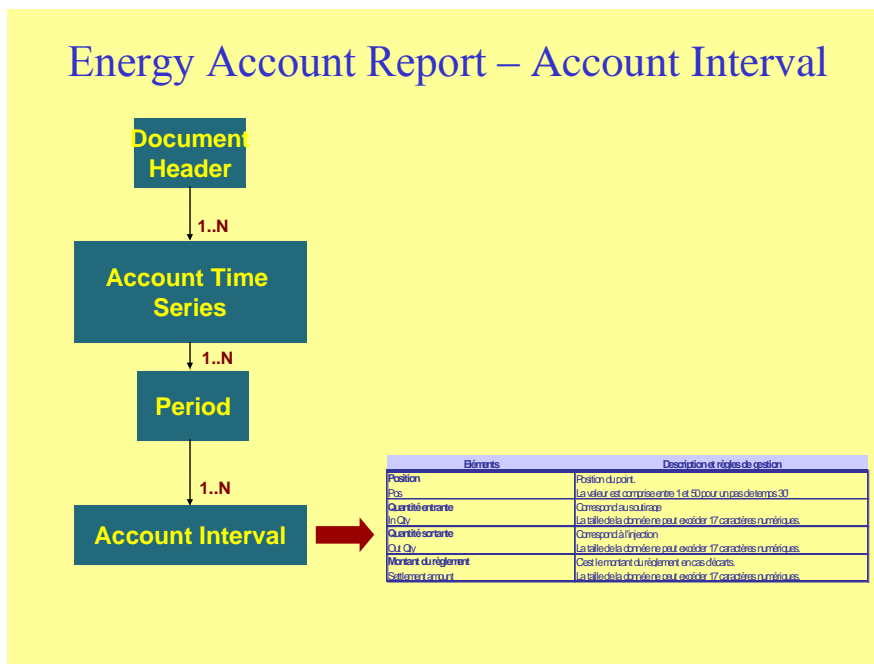 Energy Account Report – Account Interval
Document
Header
1..N
Account Time
Series
1..N
Period
1..N
Account Interval
Eléments Description et règles de gestion
Position Position du point.
Pos La valeur est comprise entre 1 et 50 pour un pas de temps 30'
Quantité entrante Correspond au soutirage
In Qty La taille de la donnée ne peut excéder 17 caractères numériques.
Quantité sortante Correspond à l'injection
Out Qty La taille de la donnée ne peut excéder 17 caractères numériques.
Montant du règlement C'est le montant du règlement en cas d'écarts.
Settlement amount La taille de la donnée ne peut excéder 17 caractères numériques.